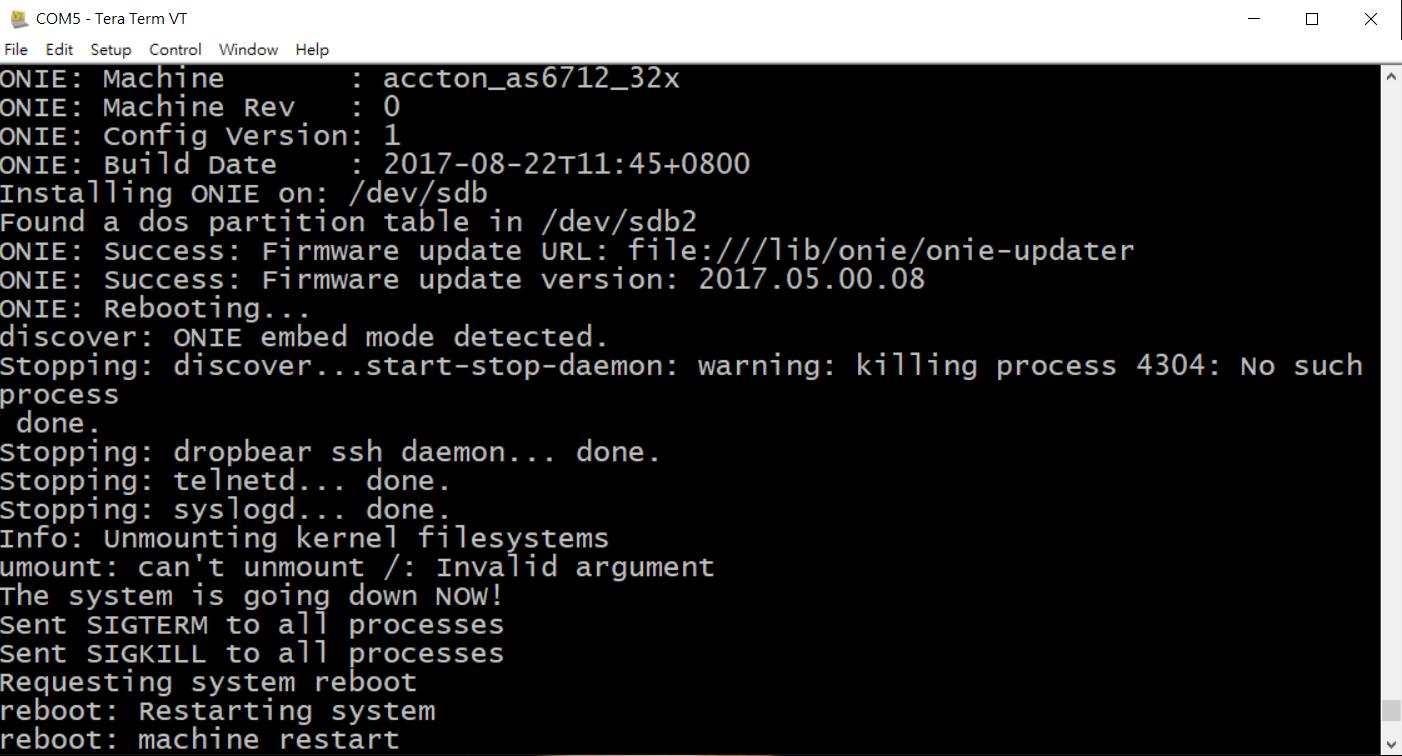 COM5 - Tera Term VT
File Edit Setup Control Window Help
ONIE: Machine       : accton_as6712_32x
ONIE: Machine Rev   : 0
ONIE: Config Version: 1
ONIE: Build Date    : 2017-08-22T11:45+0800
Installing ONIE on: /dev/sdb
Found a dos partition table in /dev/sdb2
ONIE: Success: Firmware update URL: file:///lib/onie/onie-updater
ONIE: Success: Firmware update version: 2017.05.00.08
ONIE: Rebooting...
discover: ONIE embed mode detected.
Stopping: discover...start-stop-daemon: warning: killing process 4304: No such
process
 done.
Stopping: dropbear ssh daemon... done.
Stopping: telnetd... done.
Stopping: syslogd... done.
Info: Unmounting kernel filesystems
umount: can't unmount /: Invalid argument
The system is going down NOW!
Sent SIGTERM to all processes
Sent SIGKILL to all processes
Requesting system reboot
reboot: Restarting system
reboot: machine restart